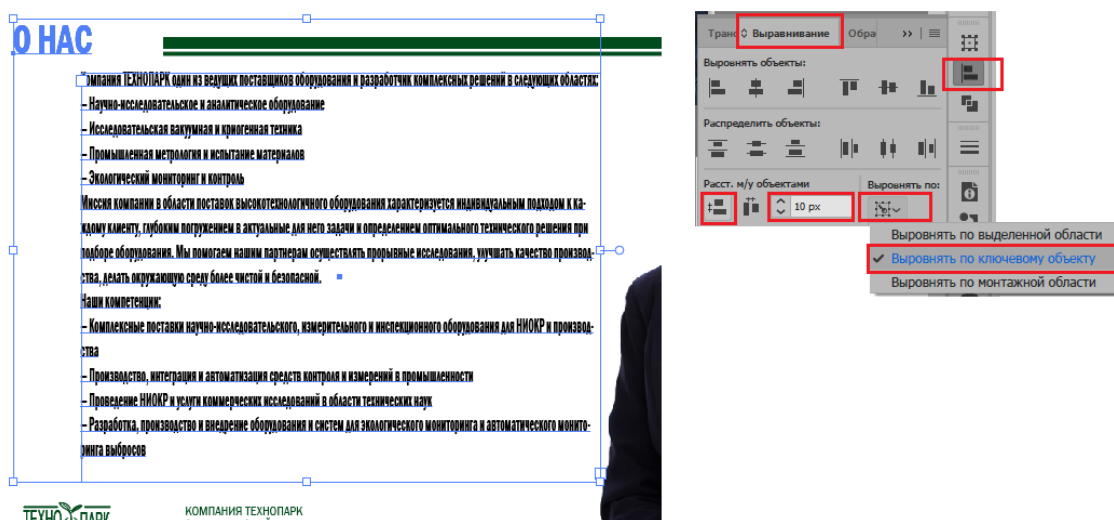 О НАС
Компания ТЕХНОПАРК один из ведущих поставщиков оборудования и разработчик комплексных решений в следующих областях:
– Научно-исследовательское и аналитическое оборудование
– Исследовательская вакуумная и криогенная техника
– Промышленная метрология и испытание материалов
– Экологический мониторинг и контроль
Миссия компании в области поставок высокотехнологичного оборудования характеризуется индивидуальным подходом к ка-
ждому клиенту, глубоким погружением в актуальные для него задачи и определением оптимального технического решения при
подборе оборудования. Мы помогаем нашим партнерам осуществлять прорывные исследования, улучшать качество производ-
ства, делать окружающую среду более чистой и безопасной.
Наши компетенции:
– Комплексные поставки научно-исследовательского, измерительного и инспекционного оборудования для НИОКР и производ-
ства
– Производство, интеграция и автоматизация средств контроля и измерений в промышленности
– Проведение НИОКР и услуги коммерческих исследований в области технических наук
– Разработка, производство и внедрение оборудования и систем для экологического мониторинга и автоматического монито-
ринга выбросов
ТЕХНО ПАРК
КОМПАНИЯ ТЕХНОПАРК
Транс Выравнивание Обра
Выровнять объекты:
Распределить объекты:
Расст. м/у объектами Выровнять по:
10 px
Выровнять по выделенной области
Выровнять по ключевому объекту
Выровнять по монтажной области